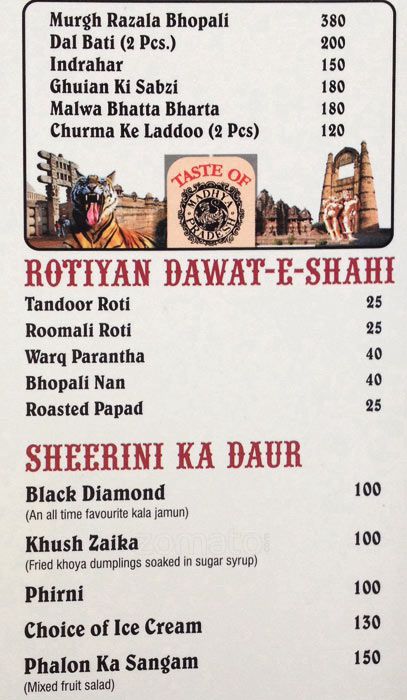 Murgh Razala Bhopali 380
Dal Bati (2 Pcs.) 200
Indrahar 150
Ghuian Ki Sabzi 180
Malwa Bhatta Bharta 180
Churma Ke Laddoo (2 Pcs) 120
TASTE OF
MADHYA
PRADESH
ROTIYAN DAWAT-E-SHAHI
Tandoor Roti 25
Roomali Roti 25
Warq Parantha 40
Bhopali Nan 40
Roasted Papad 25
SHEERINI KA DAUR
Black Diamond 100
(An all time favourite kala jamun)
Khush Zaika 100
zomato
(Fried khoya dumplings soaked in sugar syrup)
Phirni 100
Choice of Ice Cream 130
Phalon Ka Sangam 150
(Mixed fruit salad)